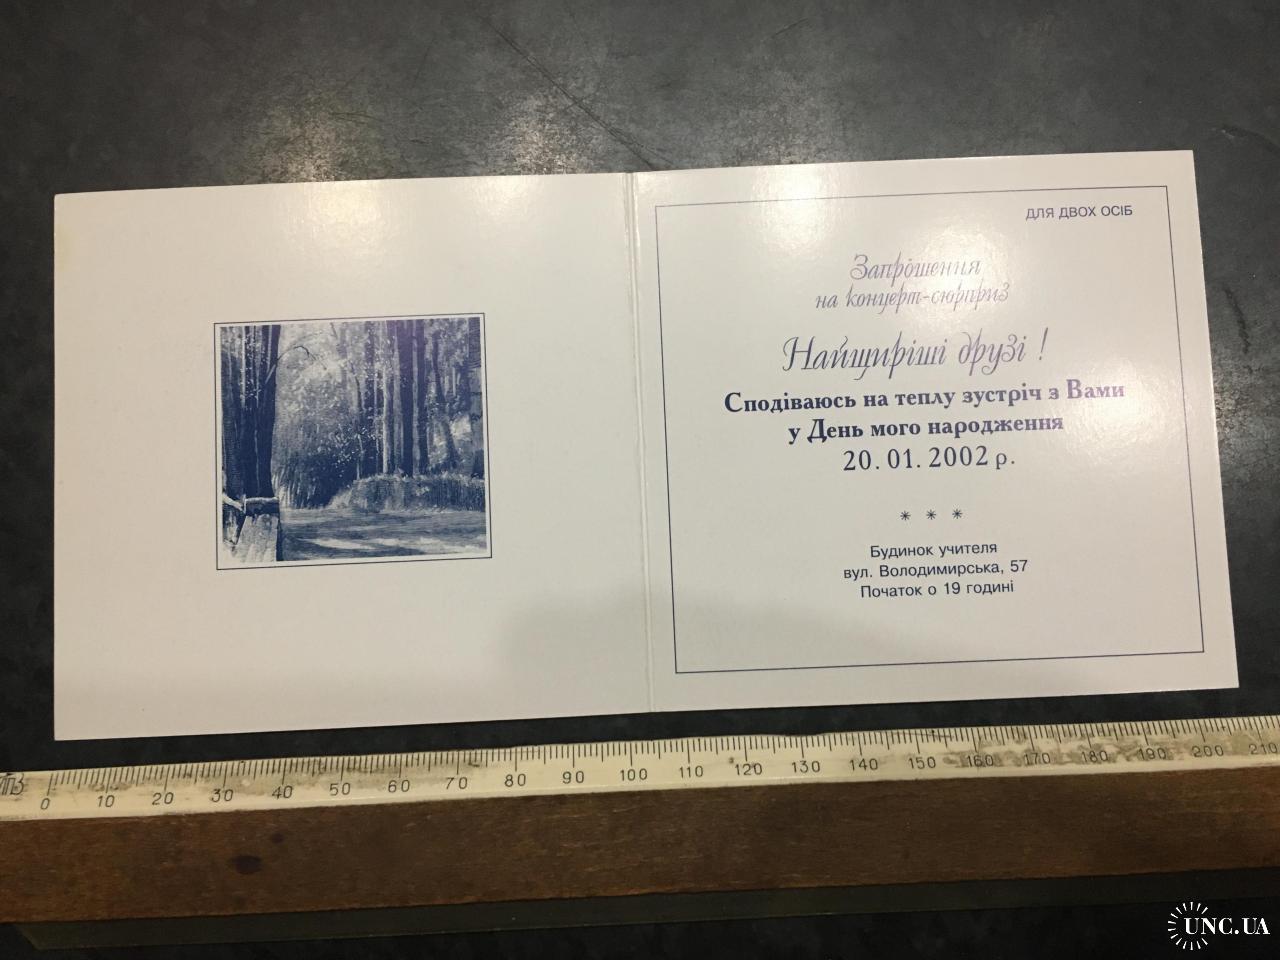 ДЛЯ ДВОХ ОСІБ
Запрошення
на концерт-сюрприз
Найщиріші друзі !
Сподіваюсь на теплу зустріч з Вами
у День мого народження
20. 01. 2002 р.
* * *
Будинок учителя
вул. Володимирська, 57
Початок о 19 годині
0 10 20 30 40 50 60 70 80 90 100 110 120 130 140 150 160 170 180 190 200 210
UNC.UA